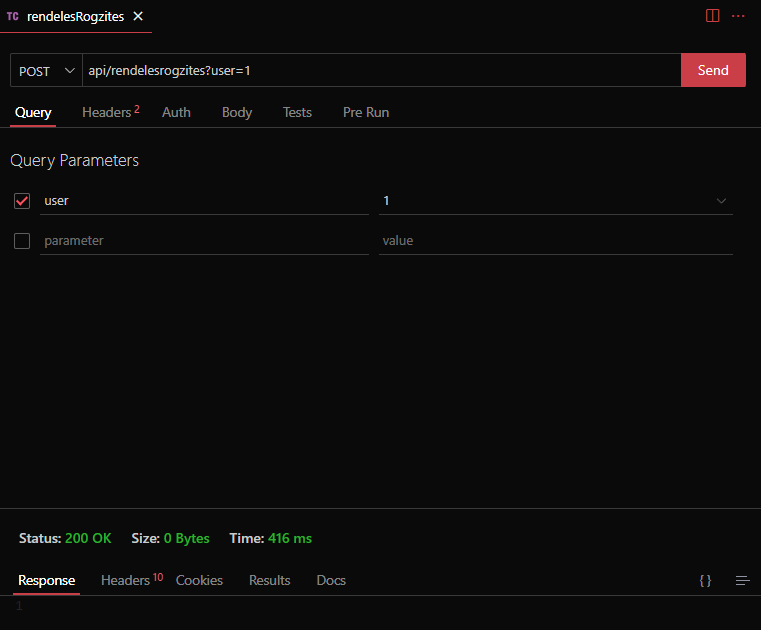 TC rendelesRogzites
POST api/rendelesrogzites?user=1 Send
Query Headers 2 Auth Body Tests Pre Run
Query Parameters
user 1
parameter value
Status: 200 OK Size: 0 Bytes Time: 416 ms
Response Headers 10 Cookies Results Docs { }
1